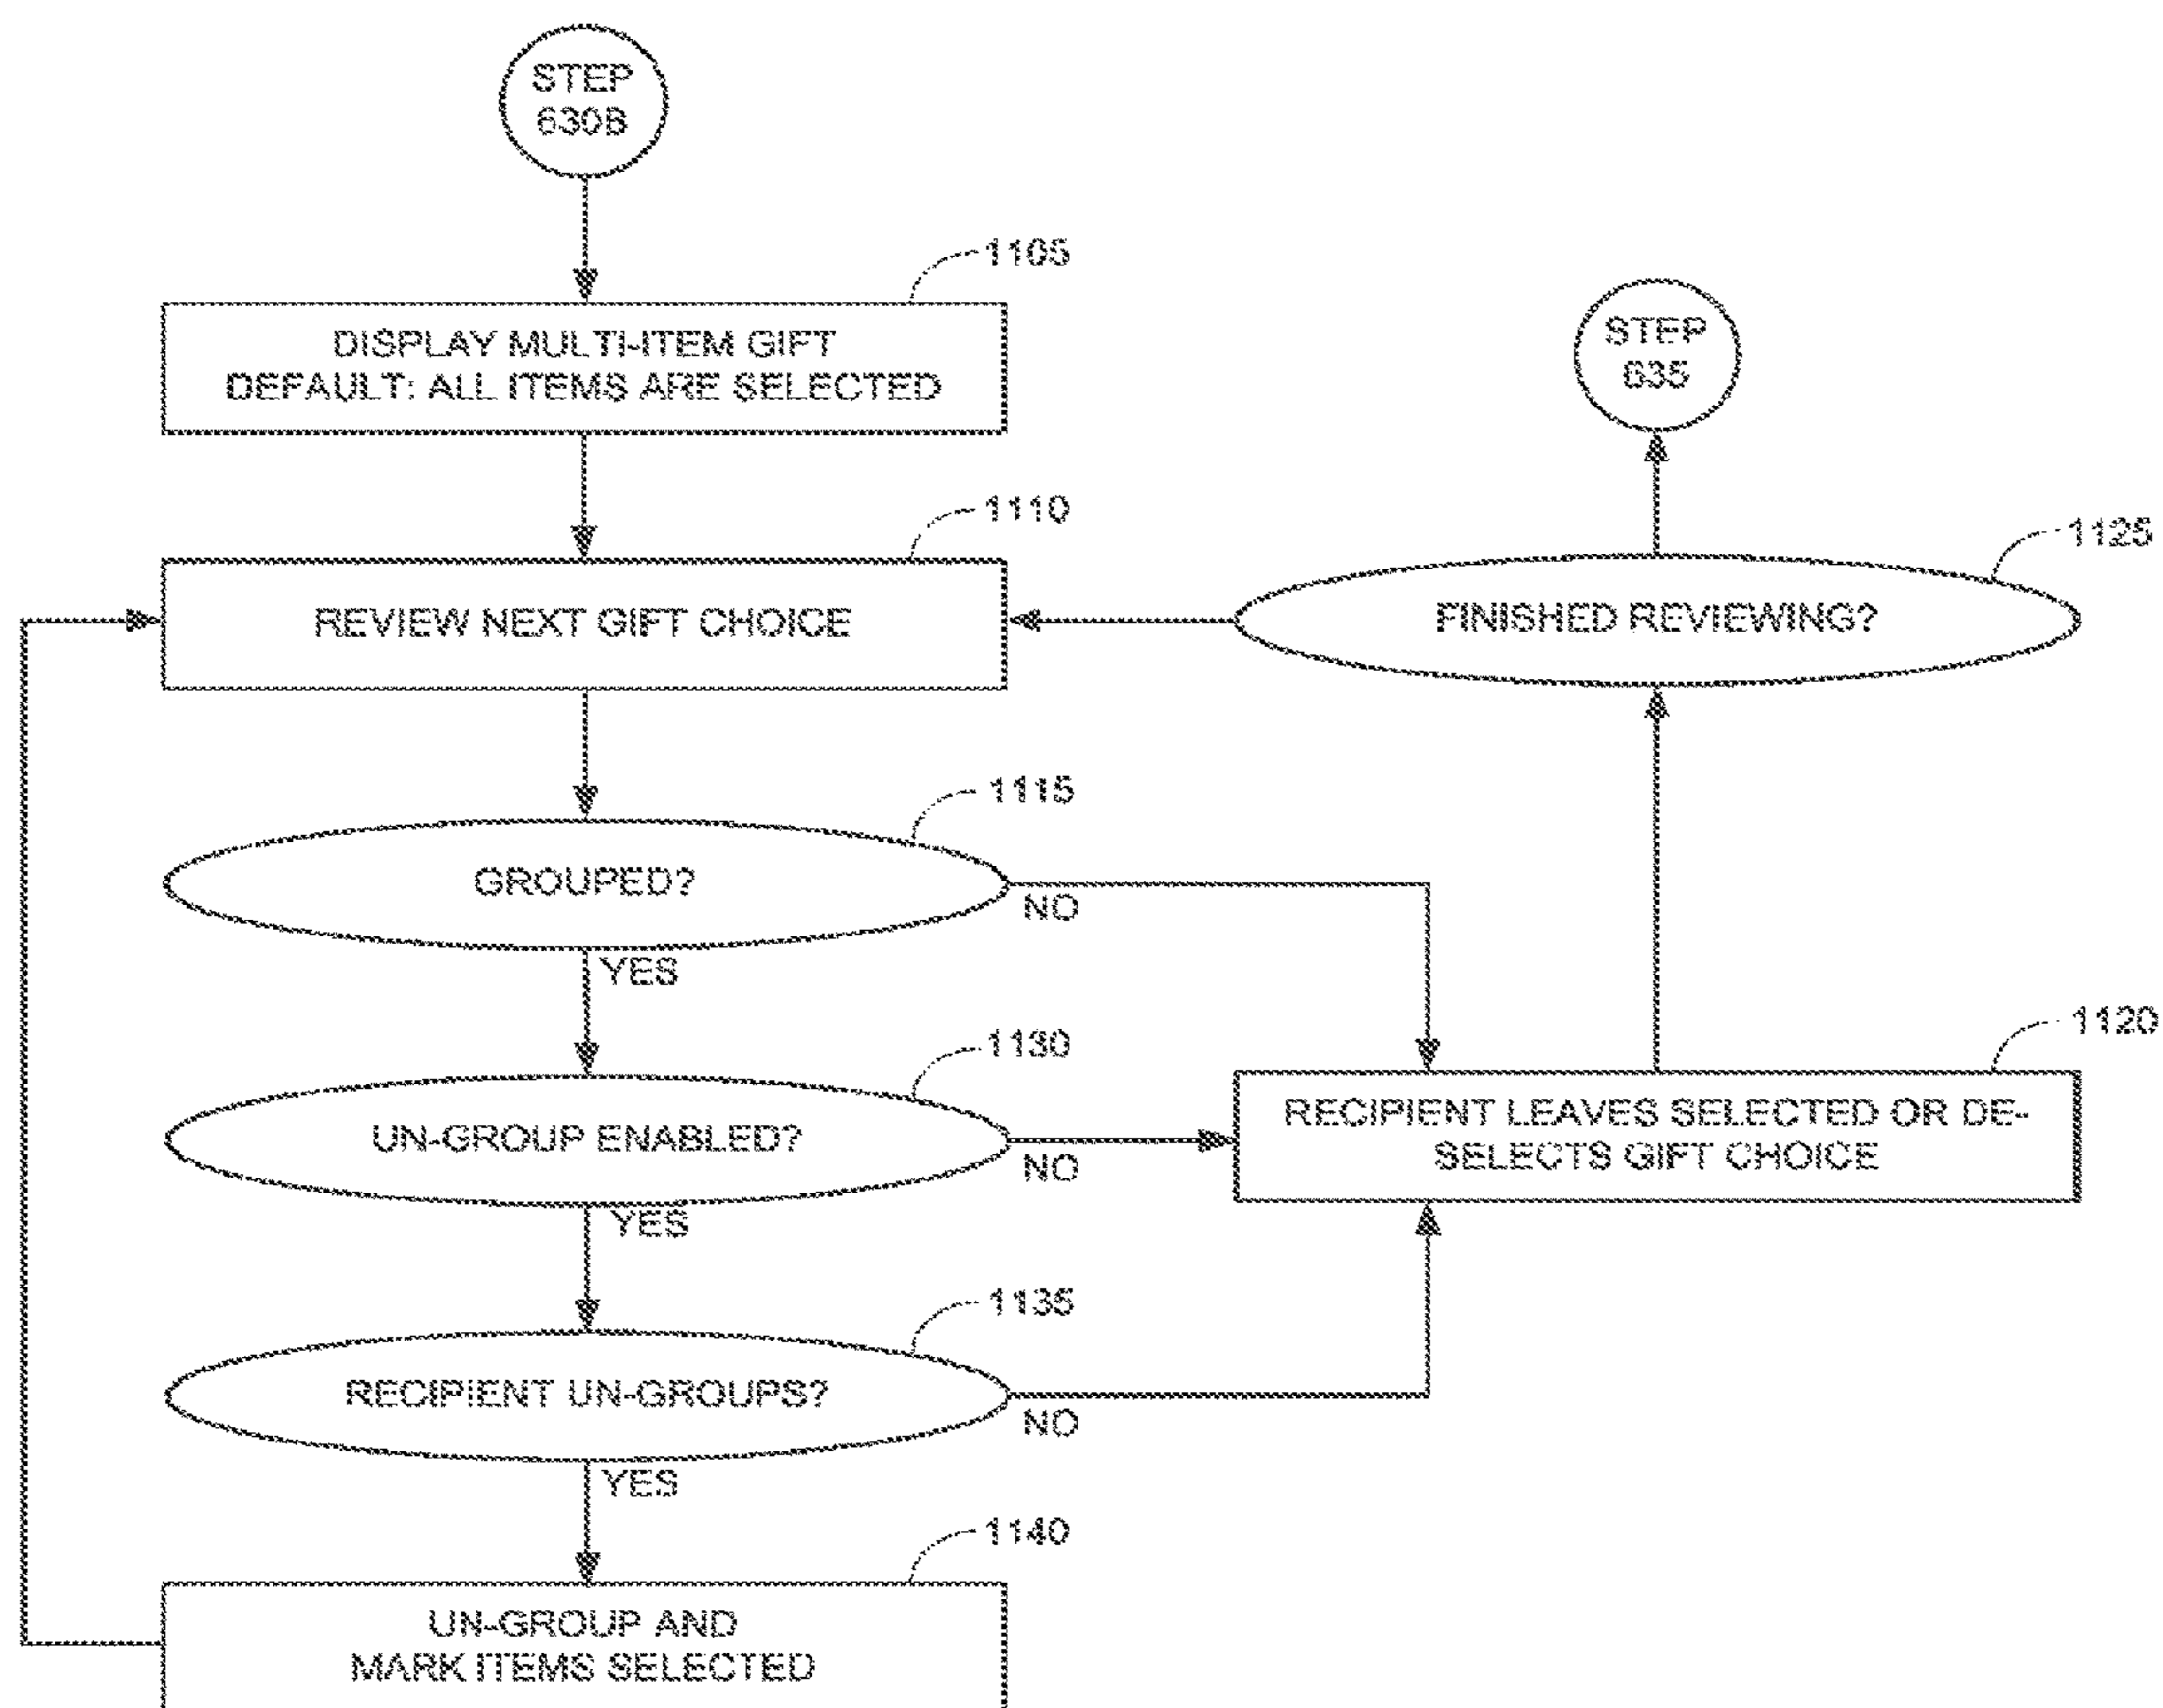 STEP
630B
1105
DISPLAY MULTI-ITEM GIFT
DEFAULT: ALL ITEMS ARE SELECTED
STEP
635
1110
REVIEW NEXT GIFT CHOICE
1125
FINISHED REVIEWING?
1115
GROUPED?
NO
YES
1130
UN-GROUP ENABLED?
NO
YES
1120
RECIPIENT LEAVES SELECTED OR DE-
SELECTS GIFT CHOICE
1135
RECIPIENT UN-GROUPS?
NO
YES
1140
UN-GROUP AND
MARK ITEMS SELECTED